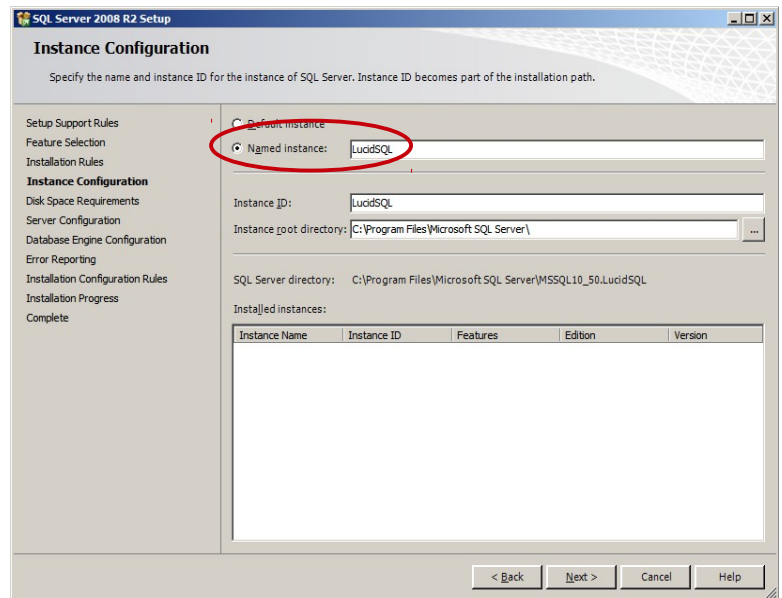 SQL Server 2008 R2 Setup
Instance Configuration
Specify the name and instance ID for the instance of SQL Server. Instance ID becomes part of the installation path.
Setup Support Rules
Feature Selection
Installation Rules
Instance Configuration
Disk Space Requirements
Server Configuration
Database Engine Configuration
Error Reporting
Installation Configuration Rules
Installation Progress
Complete
Default instance
Named instance: LucidSQL
Instance ID: LucidSQL
Instance root directory: C:\Program Files\Microsoft SQL Server\ ...
SQL Server directory: C:\Program Files\Microsoft SQL Server\MSSQL10_50.LucidSQL
Installed instances:
Instance Name Instance ID Features Edition Version
< Back Next > Cancel Help